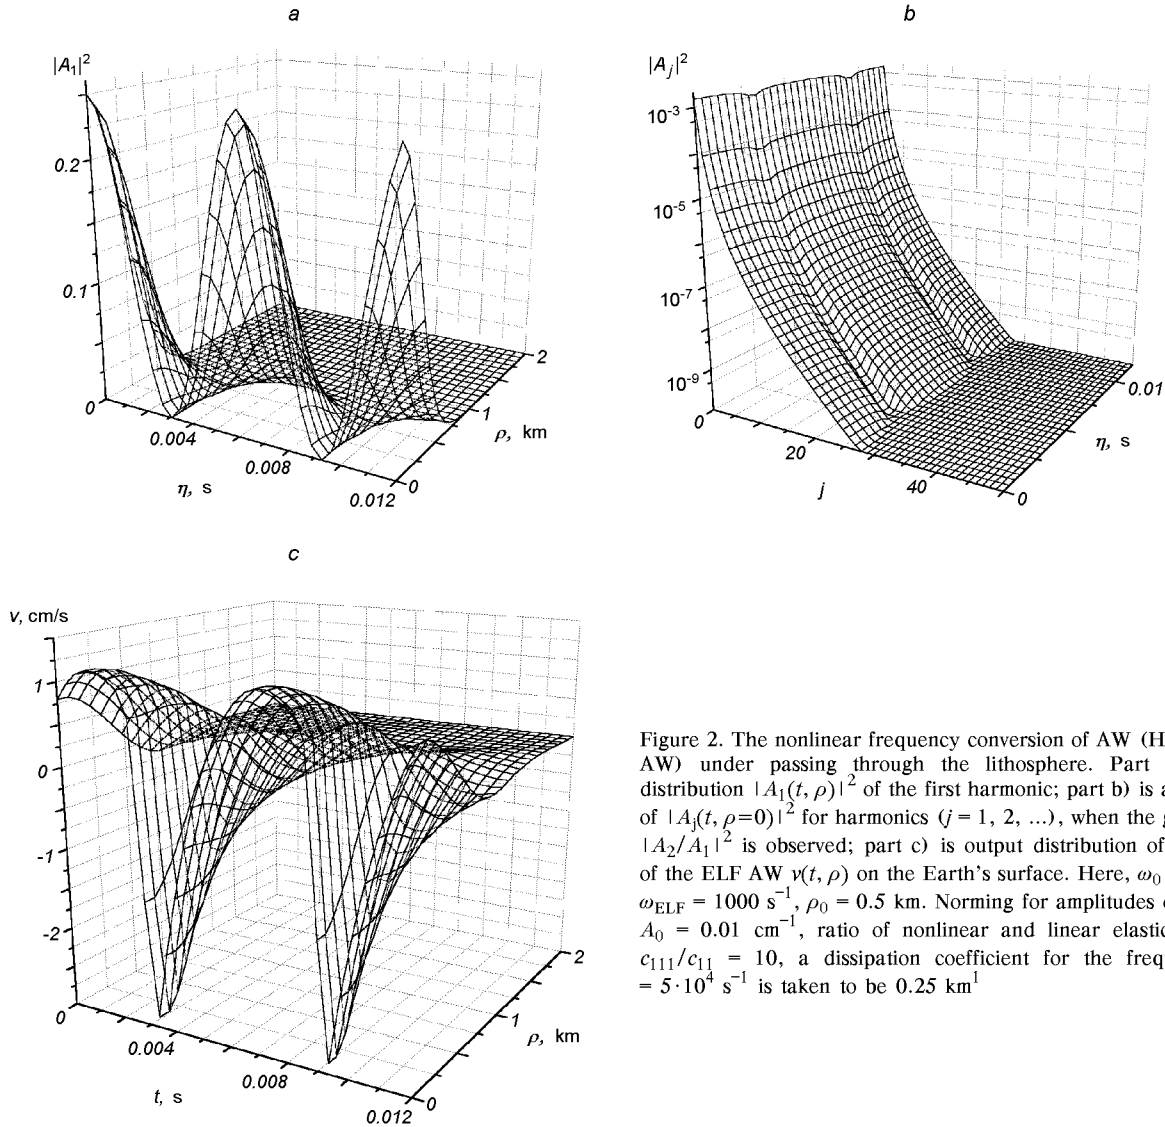 a
|A₁|²
0.2
0.1
0
0.004
0.008
0.012
η, s
0
1
2
ρ, km
b
|Aⱼ|²
10⁻³
10⁻⁵
10⁻⁷
10⁻⁹
0
20
40
j
0
0.01
η, s
c
v, cm/s
1
0
-1
-2
0
0.004
0.008
0.012
t, s
0
1
2
ρ, km
Figure 2. The nonlinear frequency conversion of AW (H
AW) under passing through the lithosphere. Part
distribution |A₁(t, ρ)|² of the first harmonic; part b) is a
of |Aⱼ(t, ρ=0)|² for harmonics (j = 1, 2, ...), when the
|A₂/A₁|² is observed; part c) is output distribution of
of the ELF AW v(t, ρ) on the Earth's surface. Here, ω₀
ω_ELF = 1000 s⁻¹, ρ₀ = 0.5 km. Norming for amplitudes
A₀ = 0.01 cm⁻¹, ratio of nonlinear and linear elastic
c₁₁₁/c₁₁ = 10, a dissipation coefficient for the frequ
= 5·10⁴ s⁻¹ is taken to be 0.25 km¹